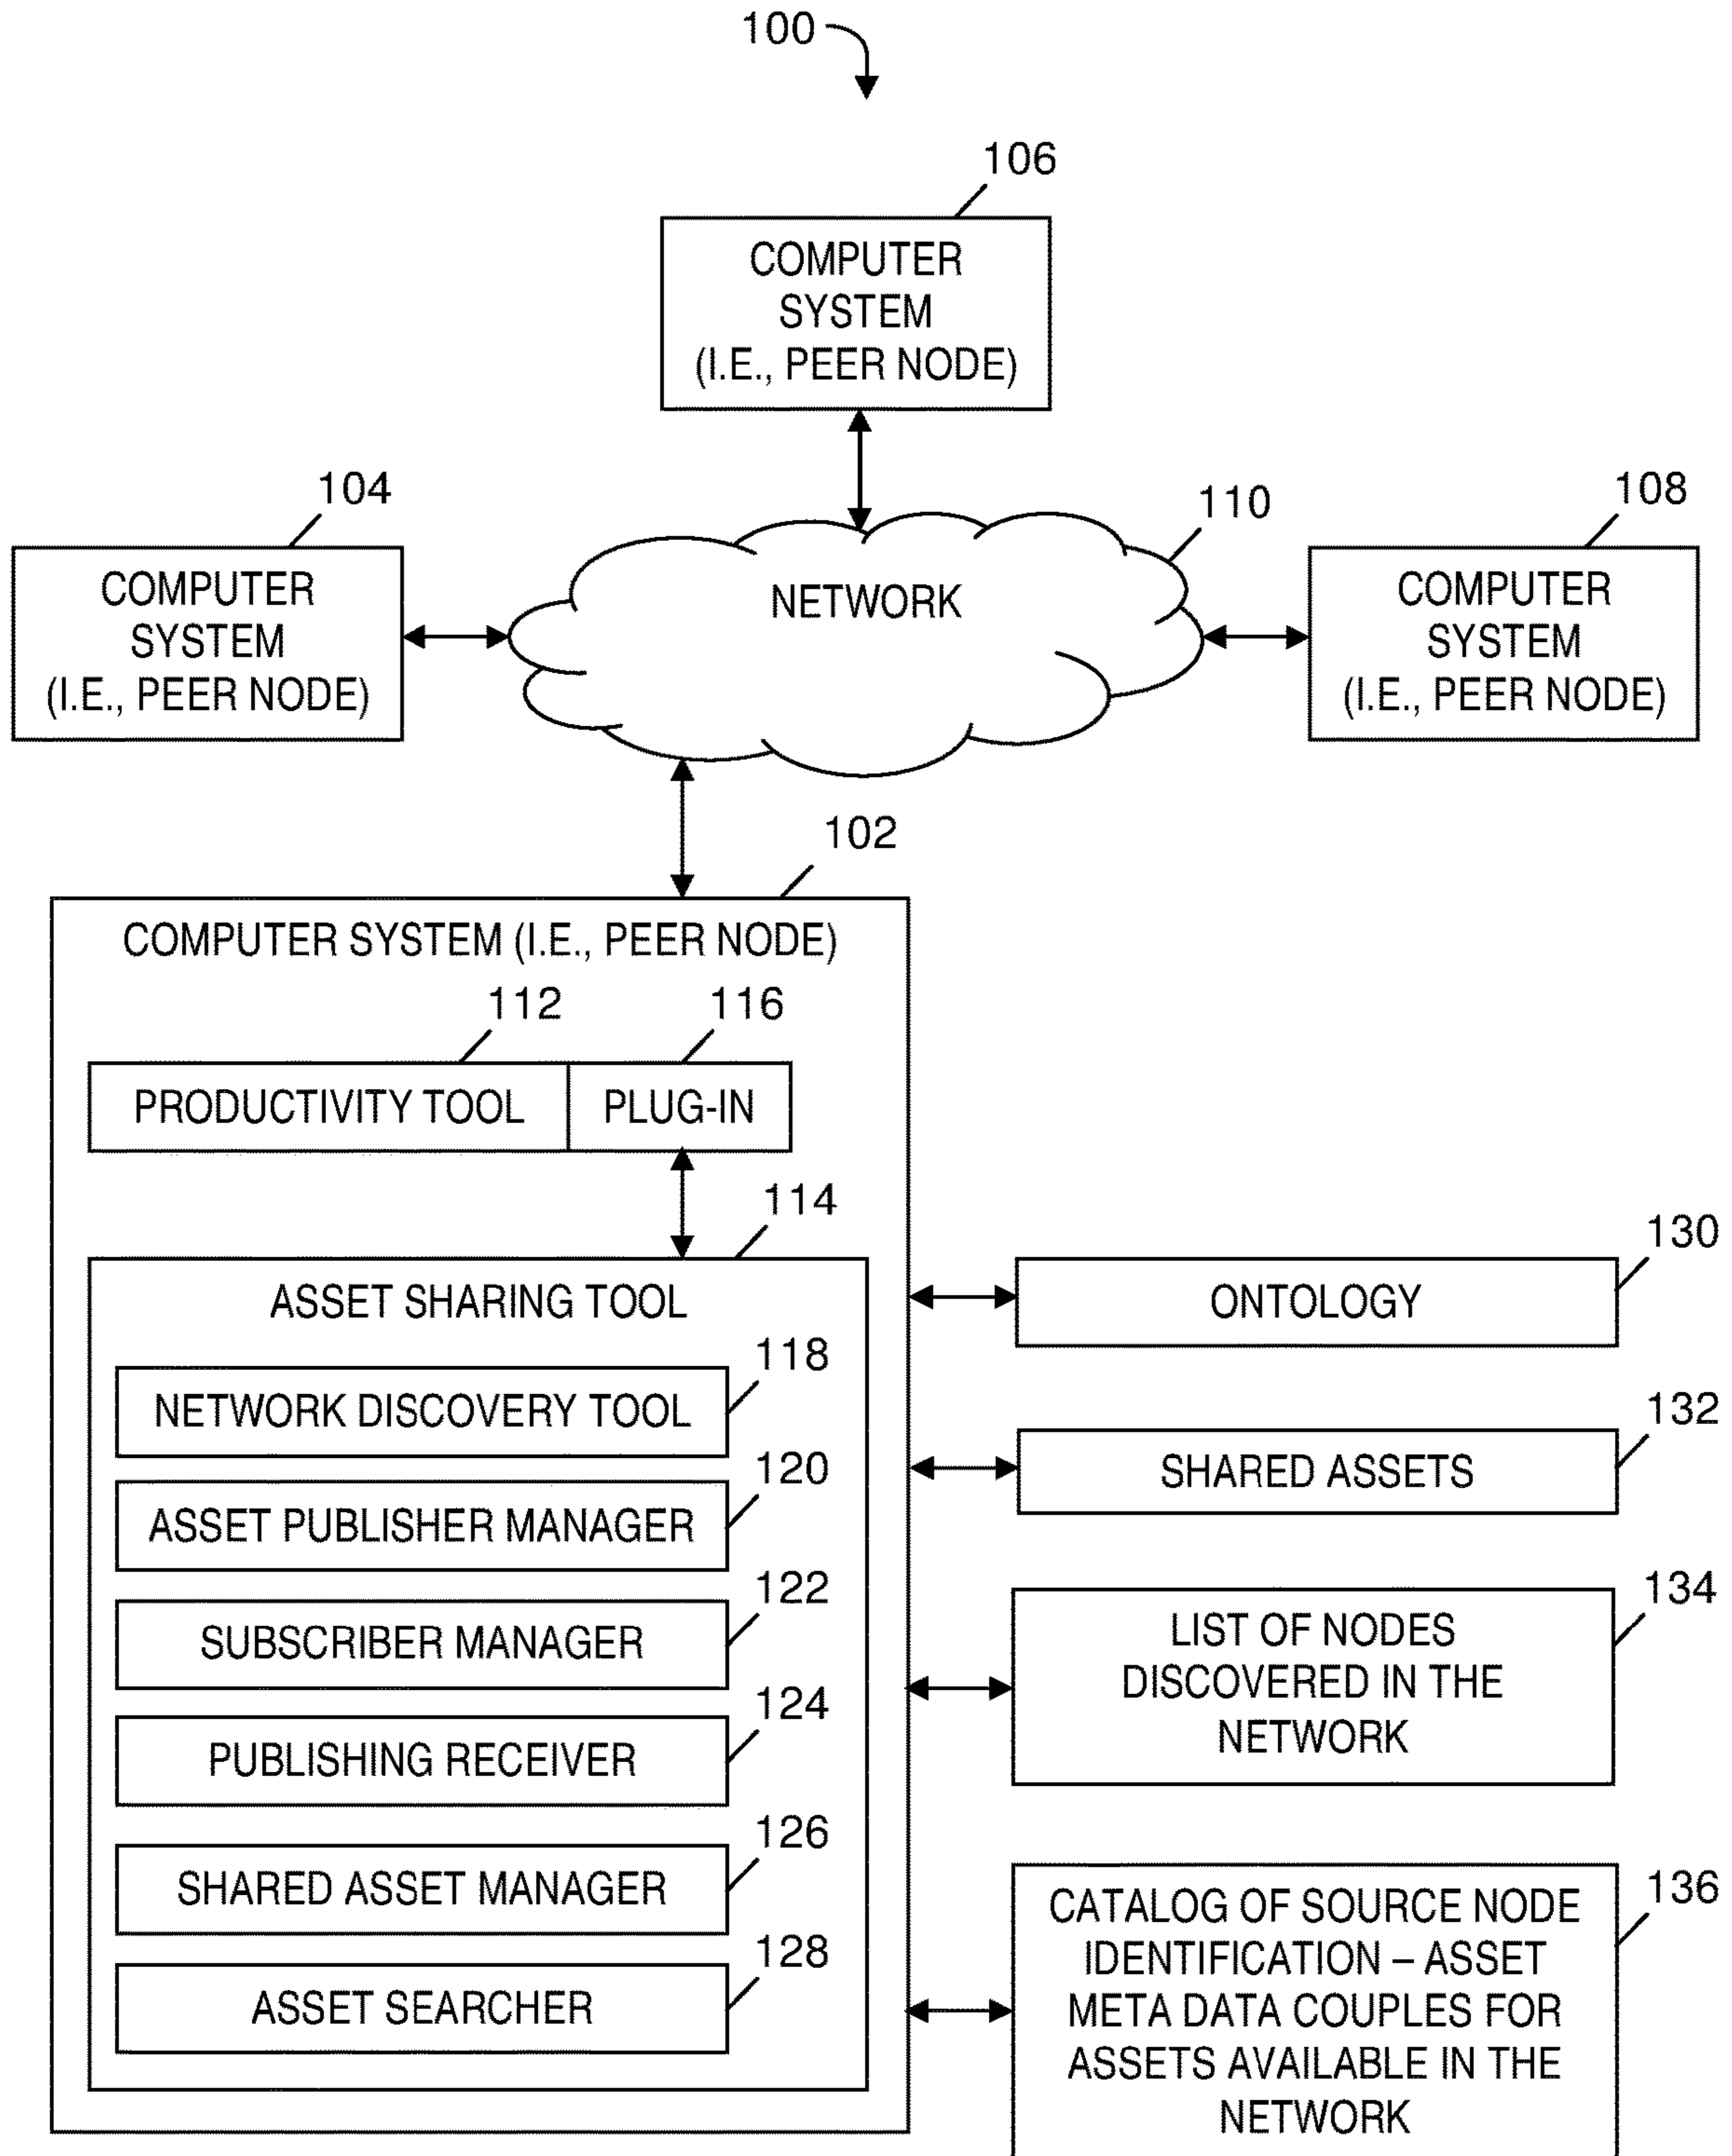 100
106
COMPUTER
SYSTEM
(I.E., PEER NODE)
104
COMPUTER
SYSTEM
(I.E., PEER NODE)
110
NETWORK
108
COMPUTER
SYSTEM
(I.E., PEER NODE)
102
COMPUTER SYSTEM (I.E., PEER NODE)
112
116
PRODUCTIVITY TOOL
PLUG-IN
114
ASSET SHARING TOOL
118
NETWORK DISCOVERY TOOL
120
ASSET PUBLISHER MANAGER
122
SUBSCRIBER MANAGER
124
PUBLISHING RECEIVER
126
SHARED ASSET MANAGER
128
ASSET SEARCHER
130
ONTOLOGY
132
SHARED ASSETS
134
LIST OF NODES
DISCOVERED IN THE
NETWORK
136
CATALOG OF SOURCE NODE
IDENTIFICATION – ASSET
META DATA COUPLES FOR
ASSETS AVAILABLE IN THE
NETWORK